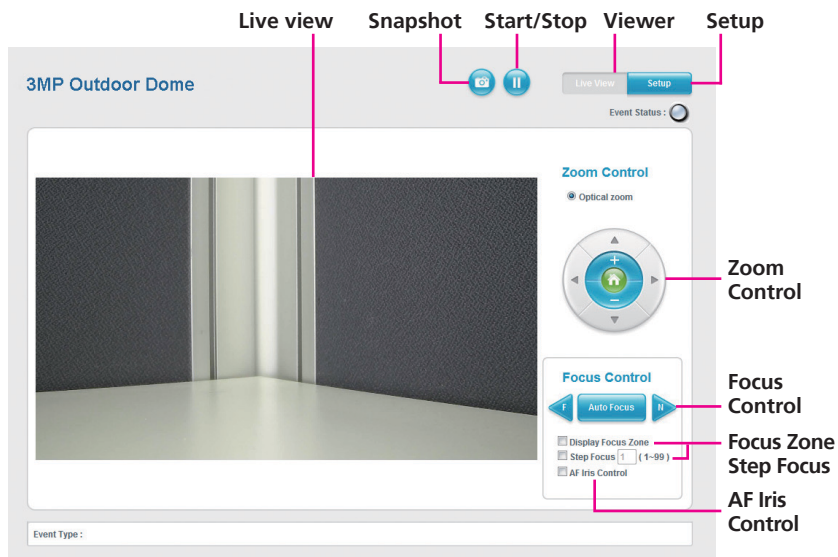 Live view Snapshot Start/Stop Viewer Setup
3MP Outdoor Dome
Live View Setup
Event Status :
Zoom Control
Optical zoom
+
−
Zoom
Control
Focus Control
F Auto Focus N
Focus
Control
Display Focus Zone
Step Focus 1 ( 1~99 )
AF Iris Control
Focus Zone
Step Focus
AF Iris
Control
Event Type :